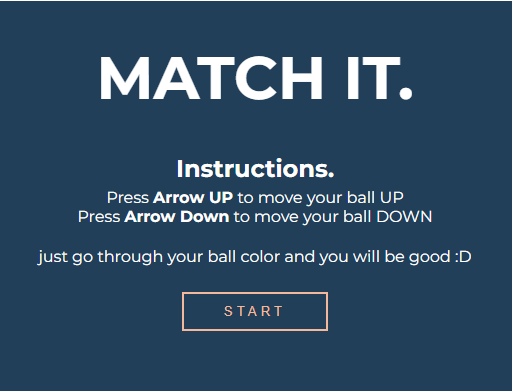 MATCH IT.
Instructions.
Press Arrow UP to move your ball UP
Press Arrow Down to move your ball DOWN
just go through your ball color and you will be good :D
START